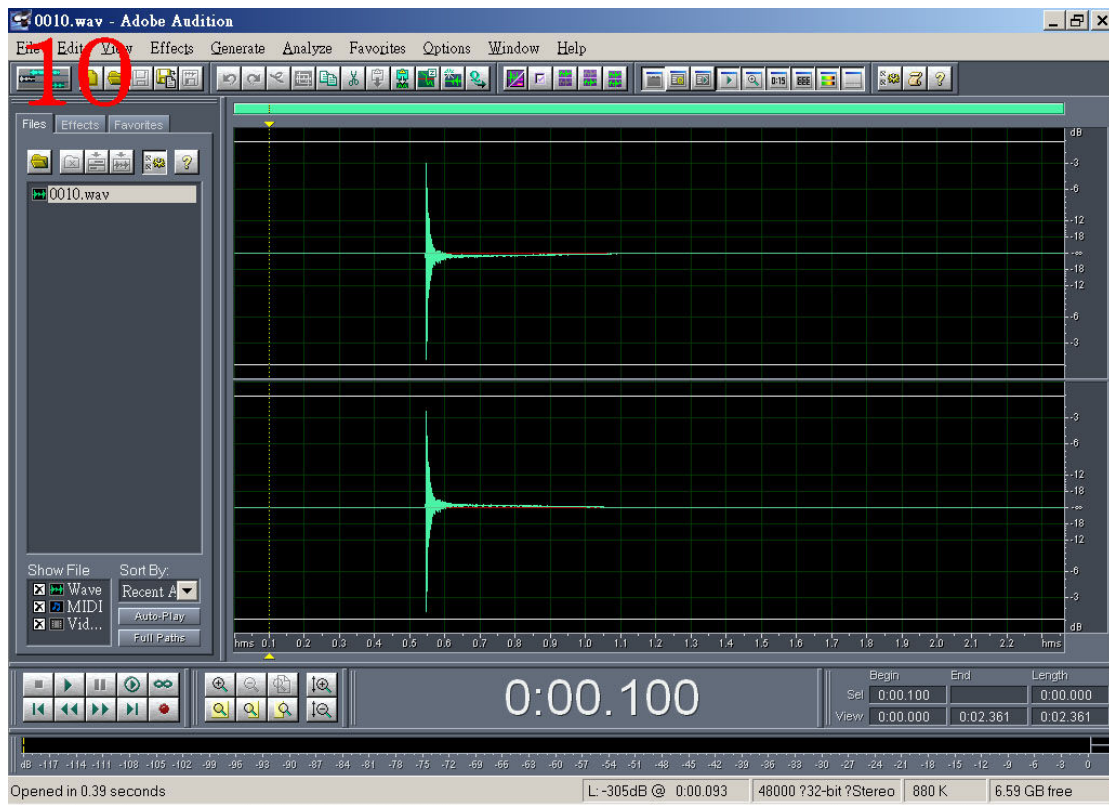 0010.wav - Adobe Audition
File Edit View Effects Generate Analyze Favorites Options Window Help
10
Files Effects Favorites
0010.wav
Show File Sort By:
Wave Recent A
MIDI
Vid...
Auto-Play
Full Paths
dB
-3
-6
-12
-18
-∞
-18
-12
-6
-3
-3
-6
-12
-18
-∞
-18
-12
-6
-3
dB
hms 0.1 0.2 0.3 0.4 0.5 0.6 0.7 0.8 0.9 1.0 1.1 1.2 1.3 1.4 1.5 1.6 1.7 1.8 1.9 2.0 2.1 2.2 hms
0:00.100
Begin End Length
Sel 0:00.100 0:00.000
View 0:00.000 0:02.361 0:02.361
dB -117 -114 -111 -108 -105 -102 -99 -96 -93 -90 -87 -84 -81 -78 -75 -72 -69 -66 -63 -60 -57 -54 -51 -48 -45 -42 -39 -36 -33 -30 -27 -24 -21 -18 -15 -12 -9 -6 -3 0
Opened in 0.39 seconds L: -305dB @ 0:00.093 48000 ?32-bit ?Stereo 880 K 6.59 GB free